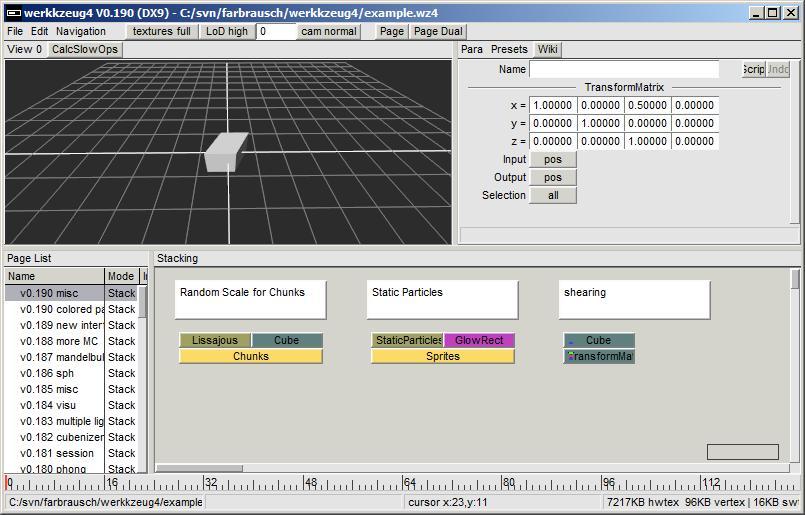 werkkzeug4 V0.190 (DX9) - C:/svn/farbrausch/werkkzeug4/example.wz4
File Edit Navigation textures full LoD high 0 cam normal Page Page Dual
View 0 CalcSlowOps
Para Presets Wiki
Name Scrip Undo
TransformMatrix
x = 1.00000 0.00000 0.50000 0.00000
y = 0.00000 1.00000 0.00000 0.00000
z = 0.00000 0.00000 1.00000 0.00000
Input pos
Output pos
Selection all
Page List
Name Mode
v0.190 misc Stack
v0.190 colored pa Stack
v0.189 new interf Stack
v0.188 more MC Stack
v0.187 mandelbul Stack
v0.186 sph Stack
v0.185 misc Stack
v0.184 visu Stack
v0.183 multiple lig Stack
v0.182 cubenizer Stack
v0.181 session Stack
v0.180 phong Stack
Stacking
Random Scale for Chunks
Lissajous Cube
Chunks
Static Particles
StaticParticles GlowRect
Sprites
shearing
Cube
TransformMat
0 16 32 48 64 80 96 112
C:/svn/farbrausch/werkkzeug4/example
cursor x:23,y:11
7217KB hwtex 96KB vertex | 16KB swt